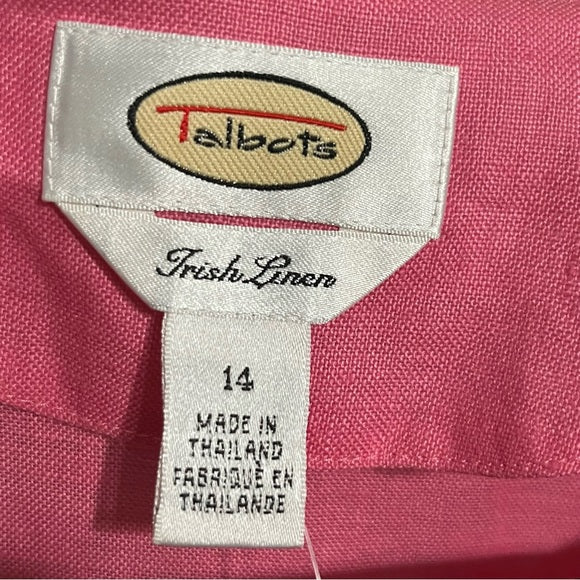 Talbots
Irish Linen
14
MADE IN
THAILAND
FABRIQUÉ EN
THAILANDE